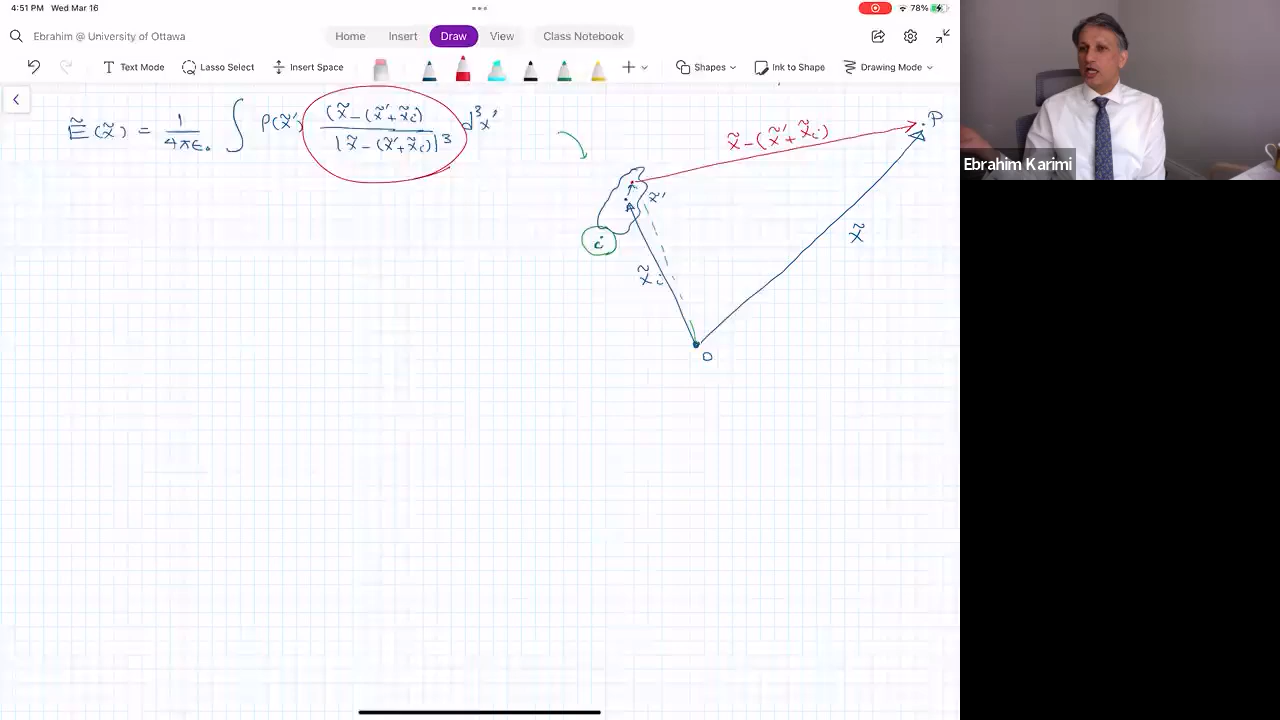 4:51 PM Wed Mar 16
78%
Ebrahim @ University of Ottawa
Home Insert Draw View Class Notebook
Text Mode Lasso Select Insert Space Shapes Ink to Shape Drawing Mode
Ẽ(x̃) = 1/4πε₀ ∫ ρ(x̃') (x̃-(x̃'+x̃ᵢ)) / |x̃-(x̃'+x̃ᵢ)|³ d³x'
x̃-(x̃'+x̃ᵢ)
P
x̃'
i
x̃ᵢ
x̃
O
Ebrahim Karimi